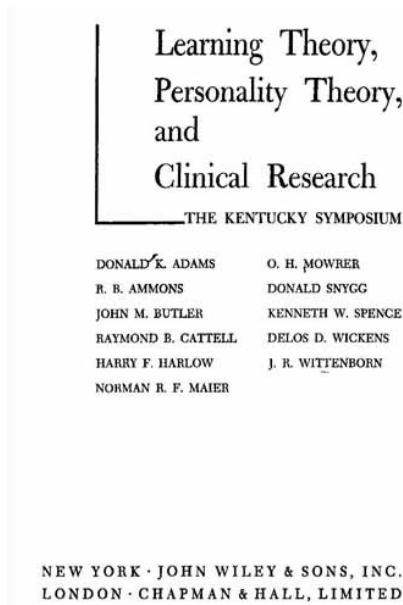 Learning Theory,
Personality Theory,
and
Clinical Research
THE KENTUCKY SYMPOSIUM
DONALD K. ADAMS
R. B. AMMONS
JOHN M. BUTLER
RAYMOND B. CATTELL
HARRY F. HARLOW
NORMAN R. F. MAIER
O. H. MOWRER
DONALD SNYGG
KENNETH W. SPENCE
DELOS D. WICKENS
J. R. WITTENBORN
NEW YORK · JOHN WILEY & SONS, INC.
LONDON · CHAPMAN & HALL, LIMITED